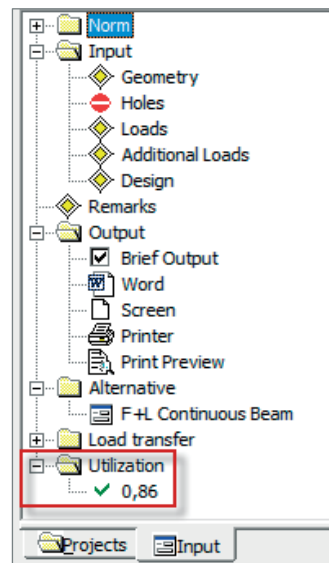 Norm
Input
Geometry
Holes
Loads
Additional Loads
Design
Remarks
Output
Brief Output
Word
Screen
Printer
Print Preview
Alternative
F+L Continuous Beam
Load transfer
Utilization
0,86
Projects Input